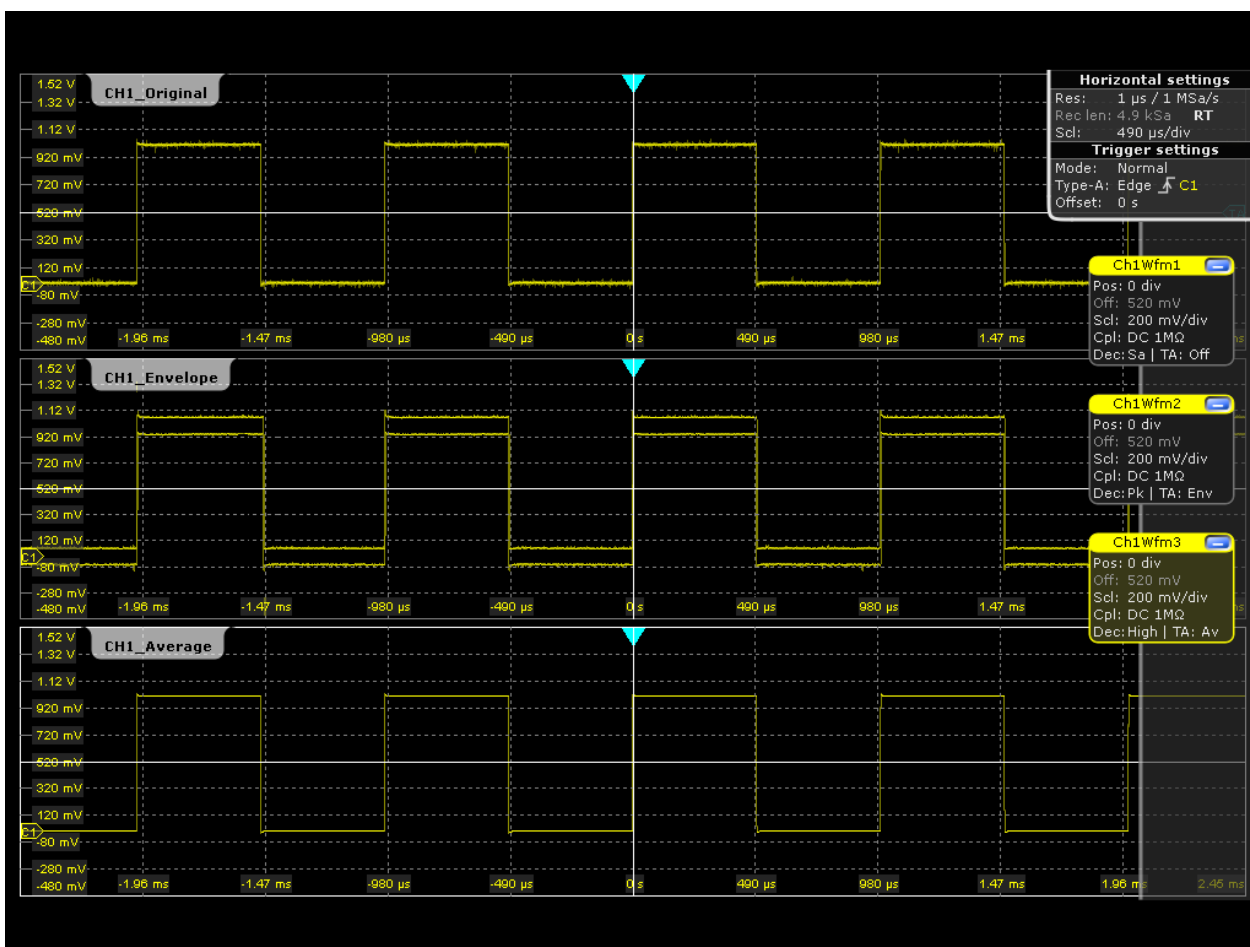 1.52 V
CH1_Original
1.32 V
1.12 V
920 mV
720 mV
520 mV
320 mV
120 mV
C1
-80 mV
-280 mV
-480 mV
-1.96 ms -1.47 ms -980 µs -490 µs 0 s 490 µs 980 µs 1.47 ms
Horizontal settings
Res: 1 µs / 1 MSa/s
Rec len: 4.9 kSa RT
Scl: 490 µs/div
Trigger settings
Mode: Normal
Type-A: Edge C1
Offset: 0 s
Ch1Wfm1
Pos: 0 div
Off: 520 mV
Scl: 200 mV/div
Cpl: DC 1MΩ
Dec: Sa | TA: Off
1.52 V
CH1_Envelope
1.32 V
1.12 V
920 mV
720 mV
520 mV
320 mV
120 mV
C1
-80 mV
-280 mV
-480 mV
-1.96 ms -1.47 ms -980 µs -490 µs 0 s 490 µs 980 µs 1.47 ms
Ch1Wfm2
Pos: 0 div
Off: 520 mV
Scl: 200 mV/div
Cpl: DC 1MΩ
Dec: Pk | TA: Env
Ch1Wfm3
Pos: 0 div
Off: 520 mV
Scl: 200 mV/div
Cpl: DC 1MΩ
Dec: High | TA: Av
1.52 V
CH1_Average
1.32 V
1.12 V
920 mV
720 mV
520 mV
320 mV
120 mV
C1
-80 mV
-280 mV
-480 mV
-1.96 ms -1.47 ms -980 µs -490 µs 0 s 490 µs 980 µs 1.47 ms 1.96 ms 2.45 ms